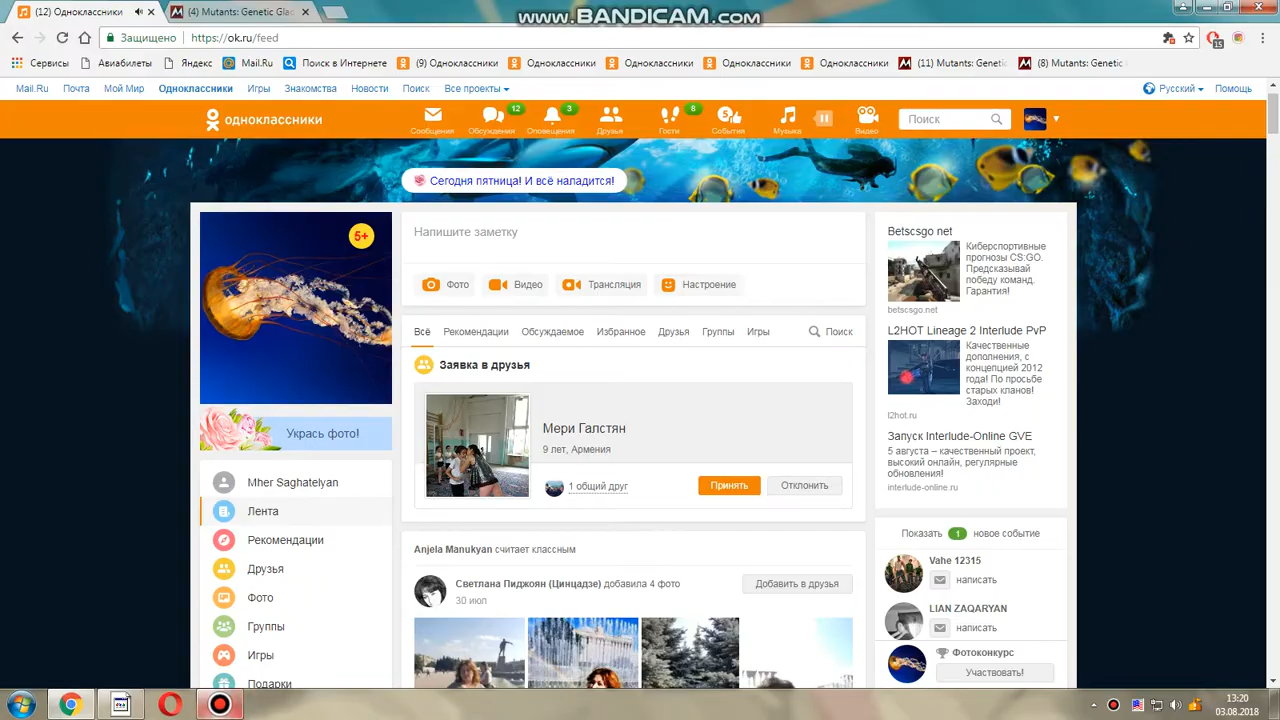 www.BANDICAM.com
(12) Одноклассники
(4) Mutants: Genetic Glad
Защищено
https://ok.ru/feed
15
Сервисы
Авиабилеты
Яндекс
Mail.Ru
Поиск в Интернете
(9) Одноклассники
Одноклассники
Одноклассники
Одноклассники
Одноклассники
(11) Mutants: Geneti
(8) Mutants: Genetic
Mail.Ru
Почта
Мой Мир
Одноклассники
Игры
Знакомства
Новости
Поиск
Все проекты
Русский
Помощь
одноклассники
Сообщения
12
Обсуждения
3
Оповещения
Друзья
8
Гости
5
События
Музыка
Видео
Поиск
Сегодня пятница! И всё наладится!
5+
Укрась фото!
Mher Saghatelyan
Лента
Рекомендации
Друзья
Фото
Группы
Игры
Подарки
Напишите заметку
Фото
Видео
Трансляция
Настроение
Всё
Рекомендации
Обсуждаемое
Избранное
Друзья
Группы
Игры
Поиск
Заявка в друзья
Мери Галстян
9 лет, Армения
1 общий друг
Принять
Отклонить
Anjela Manukyan считает классным
Светлана Пиджоян (Цинцадзе) добавила 4 фото
30 июл
Добавить в друзья
Betscsgo net
Киберспортивные
прогнозы CS:GO.
Предсказывай
победу команд.
Гарантия!
betscsgo.net
L2HOT Lineage 2 Interlude PvP
Качественные
дополнения, с
концепцией 2012
года! По просьбе
старых кланов!
Заходи!
l2hot.ru
Запуск Interlude-Online GVE
5 августа – качественный проект,
высокий онлайн, регулярные
обновления!
interlude-online.ru
Показать 1 новое событие
Vahe 12315
написать
LIAN ZAQARYAN
написать
Фотоконкурс
Участвовать!
13:20
03.08.2018